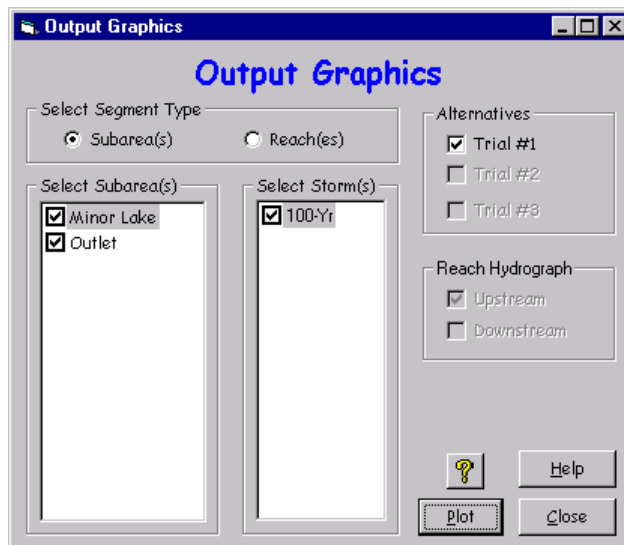 Output Graphics
Output Graphics
Select Segment Type
Subarea(s)
Reach(es)
Select Subarea(s)
Minor Lake
Outlet
Select Storm(s)
100-Yr
Alternatives
Trial #1
Trial #2
Trial #3
Reach Hydrograph
Upstream
Downstream
?
Help
Plot
Close